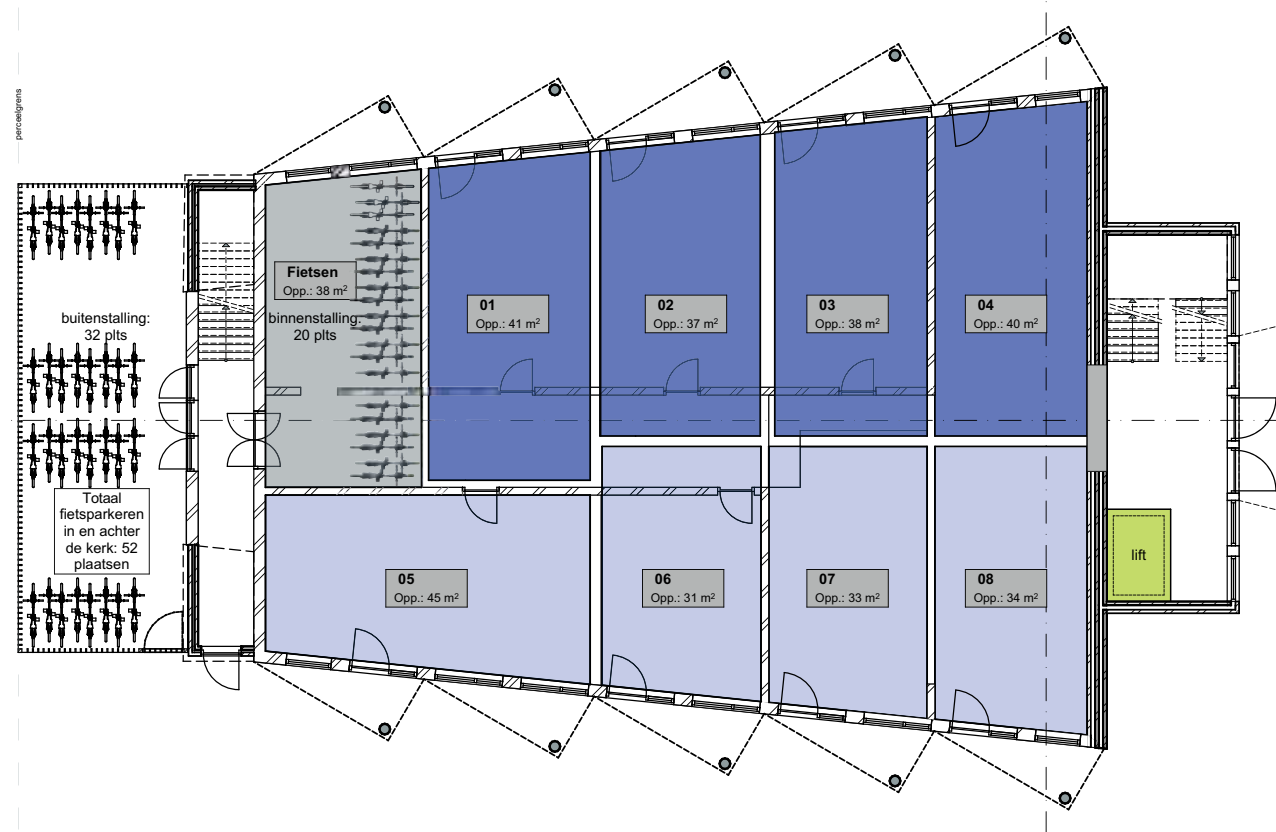 perceelgrens
Fietsen
Opp.: 38 m²
buitenstalling:
32 plts
binnenstalling:
20 plts
01
Opp.: 41 m²
02
Opp.: 37 m²
03
Opp.: 38 m²
04
Opp.: 40 m²
Totaal
fietsparkeren
in en achter
de kerk: 52
plaatsen
05
Opp.: 45 m²
06
Opp.: 31 m²
07
Opp.: 33 m²
08
Opp.: 34 m²
lift